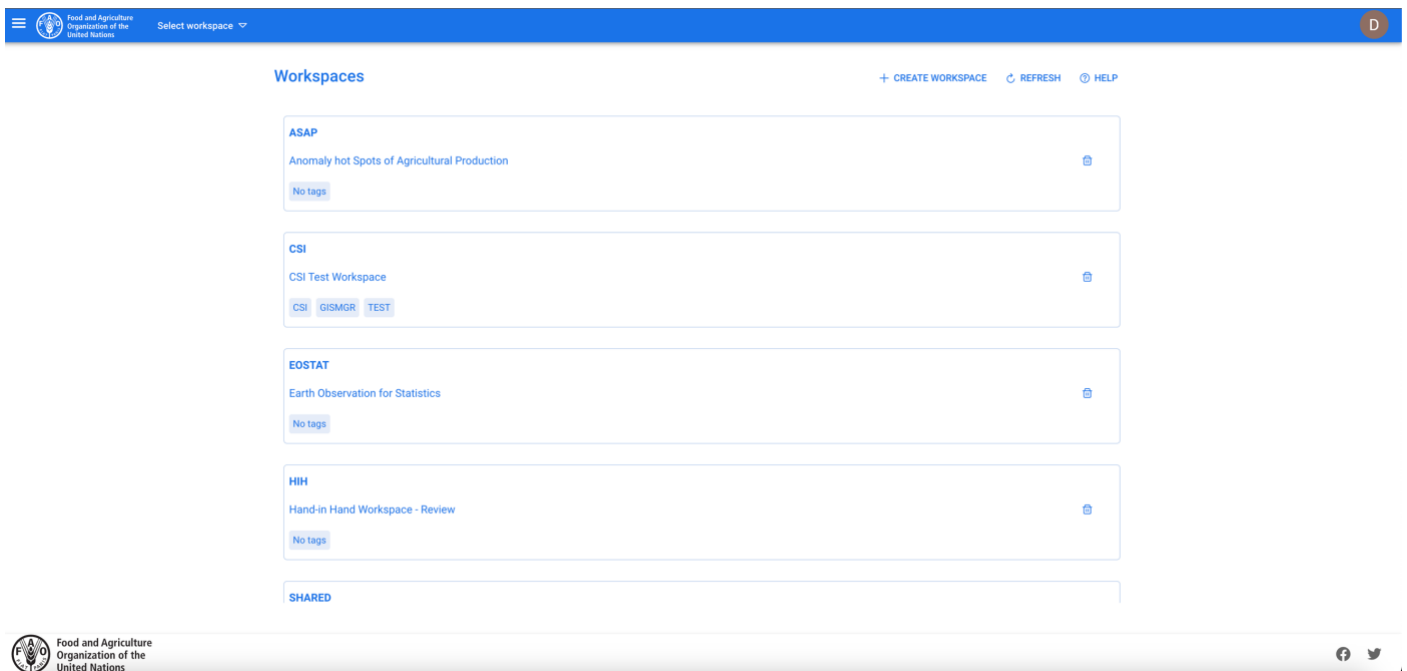 Food and Agriculture
Organization of the
United Nations
Select workspace
D
Workspaces
CREATE WORKSPACE
REFRESH
HELP
ASAP
Anomaly hot Spots of Agricultural Production
No tags
CSI
CSI Test Workspace
CSI GISMGR TEST
EOSTAT
Earth Observation for Statistics
No tags
HIH
Hand-in Hand Workspace - Review
No tags
SHARED
Food and Agriculture
Organization of the
United Nations